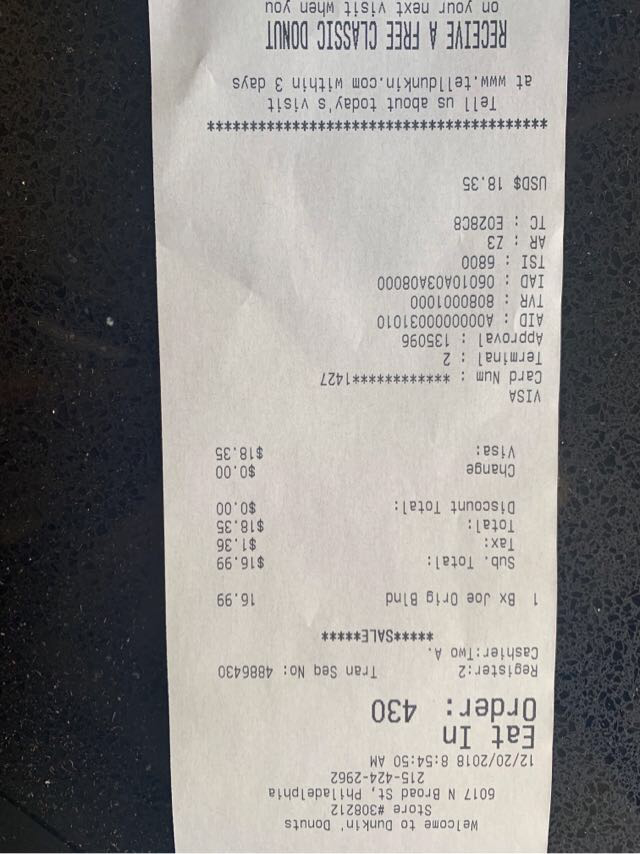 Welcome to Dunkin' Donuts
Store #308212
6017 N Broad St, Philadelphia
215-424-2962
12/20/2018 8:54:50 AM
Eat In
Order: 430
Register:2 Tran Seq No: 4886430
Cashier:Two A.
*****SALE*****
1 Bx Joe Orig Blnd 16.99
Sub. Total: $16.99
Tax: $1.36
Total: $18.35
Discount Total: $0.00
Change $0.00
Visa: $18.35
VISA
Card Num : ************1427
Terminal : 2
Approval : 135096
AID : A0000000031010
TVR : 8080001000
IAD : 06010A03A08000
TSI : 6800
AR : Z3
TC : E028C8
USD$ 18.35
****************************************
Tell us about today's visit
at www.telldunkin.com within 3 days
RECEIVE A FREE CLASSIC DONUT
on your next visit when you